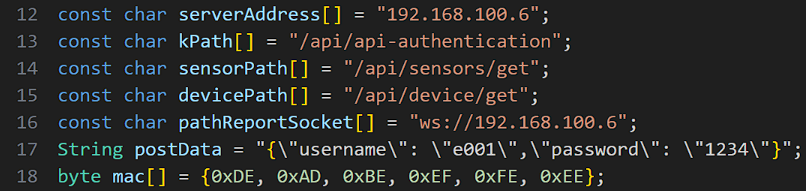 12 const char serverAddress[] = "192.168.100.6";
13 const char kPath[] = "/api/api-authentication";
14 const char sensorPath[] = "/api/sensors/get";
15 const char devicePath[] = "/api/device/get";
16 const char pathReportSocket[] = "ws://192.168.100.6";
17 String postData = "{\"username\": \"e001\",\"password\": \"1234\"}";
18 byte mac[] = {0xDE, 0xAD, 0xBE, 0xEF, 0xFE, 0xEE};